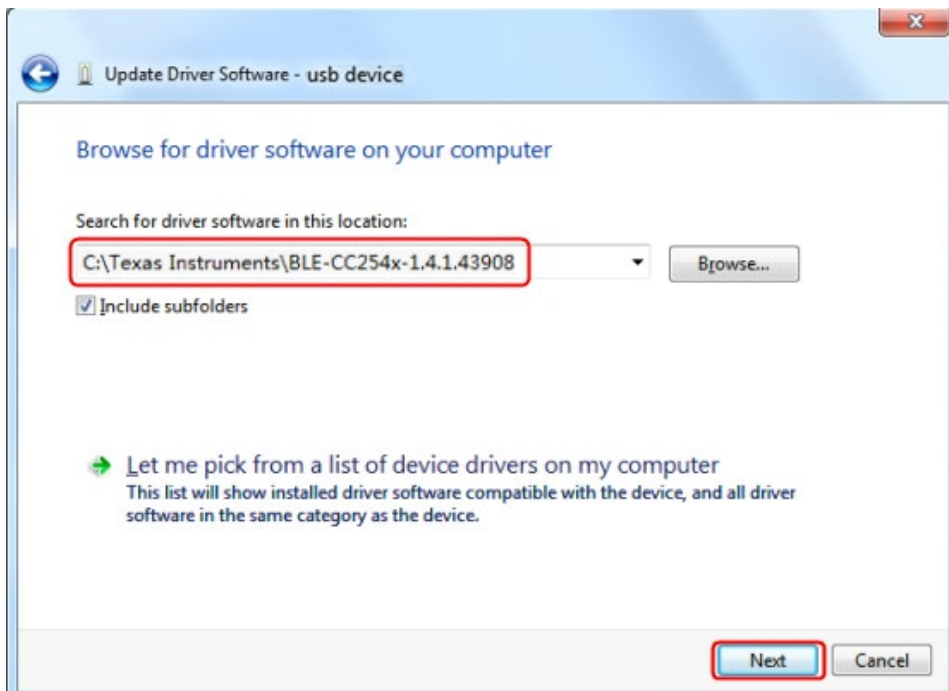 Update Driver Software - usb device
Browse for driver software on your computer
Search for driver software in this location:
C:\Texas Instruments\BLE-CC254x-1.4.1.43908
Browse...
Include subfolders
Let me pick from a list of device drivers on my computer
This list will show installed driver software compatible with the device, and all driver
software in the same category as the device.
Next
Cancel